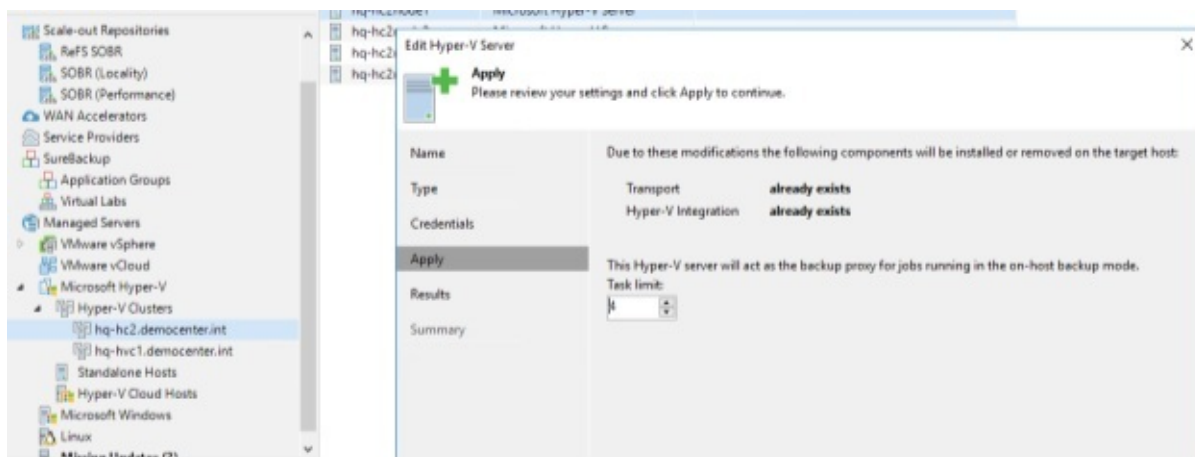 hq-hc2node1 Microsoft Hyper-V Server
Scale-out Repositories
ReFS SOBR
SOBR (Locality)
SOBR (Performance)
WAN Accelerators
Service Providers
SureBackup
Application Groups
Virtual Labs
Managed Servers
VMware vSphere
VMware vCloud
Microsoft Hyper-V
Hyper-V Clusters
hq-hc2.democenter.int
hq-hvc1.democenter.int
Standalone Hosts
Hyper-V Cloud Hosts
Microsoft Windows
Linux
Missing Updates
Edit Hyper-V Server
Apply
Please review your settings and click Apply to continue.
Name
Type
Credentials
Apply
Results
Summary
Due to these modifications the following components will be installed or removed on the target host:
Transport already exists
Hyper-V Integration already exists
This Hyper-V server will act as the backup proxy for jobs running in the on-host backup mode.
Task limit: